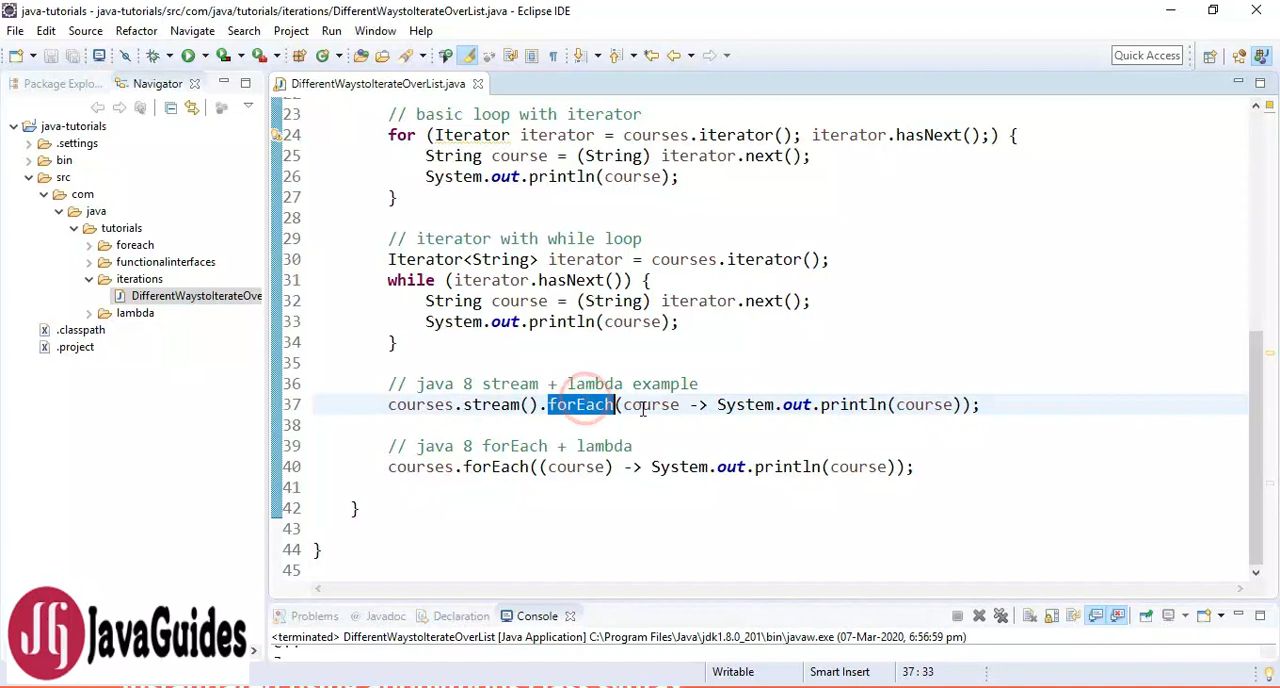 java-tutorials - java-tutorials/src/com/java/tutorials/iterations/DifferentWaystoIterateOverList.java - Eclipse IDE
File Edit Source Refactor Navigate Search Project Run Window Help
Quick Access
Package Explo... Navigator
DifferentWaystoIterateOverList.java
java-tutorials
.settings
bin
src
com
java
tutorials
foreach
functionalinterfaces
iterations
DifferentWaystoIterateOve
lambda
.classpath
.project
23 // basic loop with iterator
24 for (Iterator iterator = courses.iterator(); iterator.hasNext();) {
25 String course = (String) iterator.next();
26 System.out.println(course);
27 }
28
29 // iterator with while loop
30 Iterator<String> iterator = courses.iterator();
31 while (iterator.hasNext()) {
32 String course = (String) iterator.next();
33 System.out.println(course);
34 }
35
36 // java 8 stream + lambda example
37 courses.stream().forEach(course -> System.out.println(course));
38
39 // java 8 forEach + lambda
40 courses.forEach((course) -> System.out.println(course));
41
42 }
43
44 }
45
Problems @ Javadoc Declaration Console
<terminated> DifferentWaystoIterateOverList [Java Application] C:\Program Files\Java\jdk1.8.0_201\bin\javaw.exe (07-Mar-2020, 6:56:59 pm)
Writable Smart Insert 37 : 33
JG JavaGuides